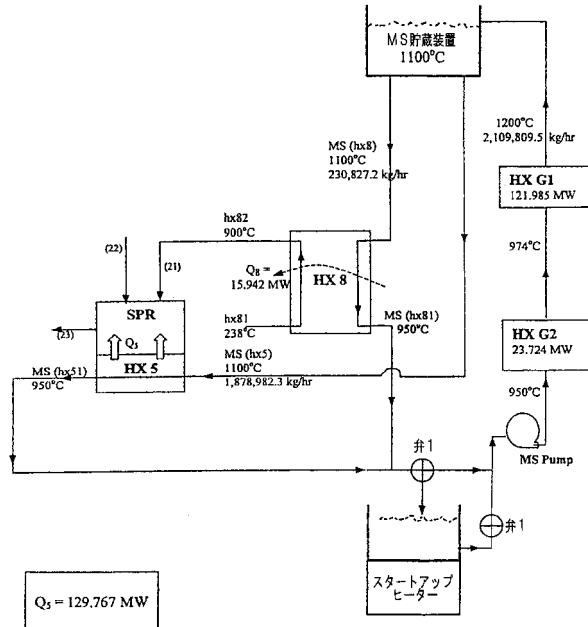 MS貯蔵装置
1100°C
1200°C
2,109,809.5 kg/hr
MS (hx8)
1100°C
230,827.2 kg/hr
HX G1
121.985 MW
hx82
900°C
974°C
(22)
(21)
Q8 =
15.942 MW
HX 8
SPR
HX G2
23.724 MW
(23)
Q5
hx81
238°C
MS (hx81)
950°C
HX 5
MS (hx51)
950°C
MS (hx5)
1100°C
1,878,982.3 kg/hr
950°C
弁1
MS Pump
弁1
スタートアップ
ヒーター
Q5 = 129.767 MW